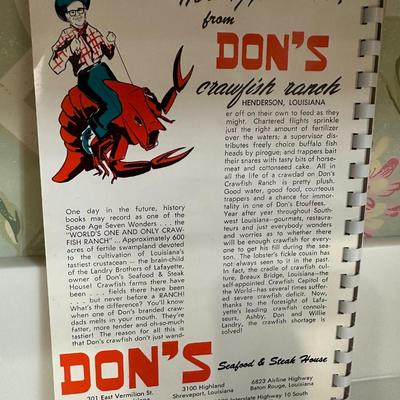 from
DON'S
crawfish ranch
HENDERSON, LOUISIANA
One day in the future, history
books may record as one of the
Space Age Seven Wonders . . . the
"WORLD'S ONE AND ONLY CRAW-
FISH RANCH" ... Approximately 600
acres of fertile swampland devoted
to the cultivation of Louisiana's
tastiest crustacean — the brain-child
of the Landry Brothers of Lafayette,
owner of Don's Seafood & Steak
House! Crawfish farms there have
been . . . fields there have been
. . . but never before a RANCH!
What's the difference? You'll know
when one of Don's branded craw-
dads melts in your mouth. They're
fatter, more tender and oh-so-much
tastier! The reason for all this is
that Don's crawfish don't just wand-
er off on their own to feed as they
might. Chartered flights sprinkle
just the right amount of fertilizer
over the waters; a supervisor dis-
tributes freely choice buffalo fish
heads by pirogue; and trappers bait
their snares with tasty bits of horse-
meat and cottonseed cake. All in
all the life of a crawdad on Don's
Crawfish Ranch is pretty plush.
Good water, good food, courteous
trappers and a chance for immor-
tality in one of Don's Etouffees.
Year after year throughout South-
west Louisiana—gourmets, restaura-
teurs and just everybody wonders
and worries as to whether there
will be enough crawfish for every-
one to get his fill during the sea-
son. The lobster's fickle cousin has
not always seen to it in the past.
In fact, the cradle of crawfish cul-
ture, Breaux Bridge, Louisiana—the
self-appointed Crawfish Capitol of
the World—has several times suffer-
ed severe crawfish deficit. Now,
thanks to the foresight of Lafa-
yette's leading crawfish connois-
seurs, Ashby, Don and Willie
Landry, the crawfish shortage is
solved!
DON'S
Seafood & Steak House
301 East Vermilion St.
3100 Highland
Shreveport, Louisiana
6823 Airline Highway
Baton Rouge, Louisiana
Interstate Highway 10 South